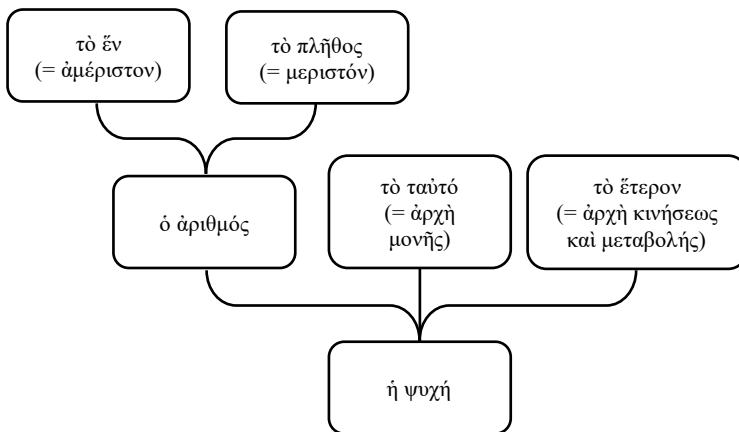 τὸ ἕν
(= ἀμέριστον)
τὸ πλῆθος
(= μεριστόν)
ὁ ἀριθμός
τὸ ταὐτό
(= ἀρχὴ
μονῆς)
τὸ ἕτερον
(= ἀρχὴ κινήσεως
καὶ μεταβολής)
ἡ ψυχή